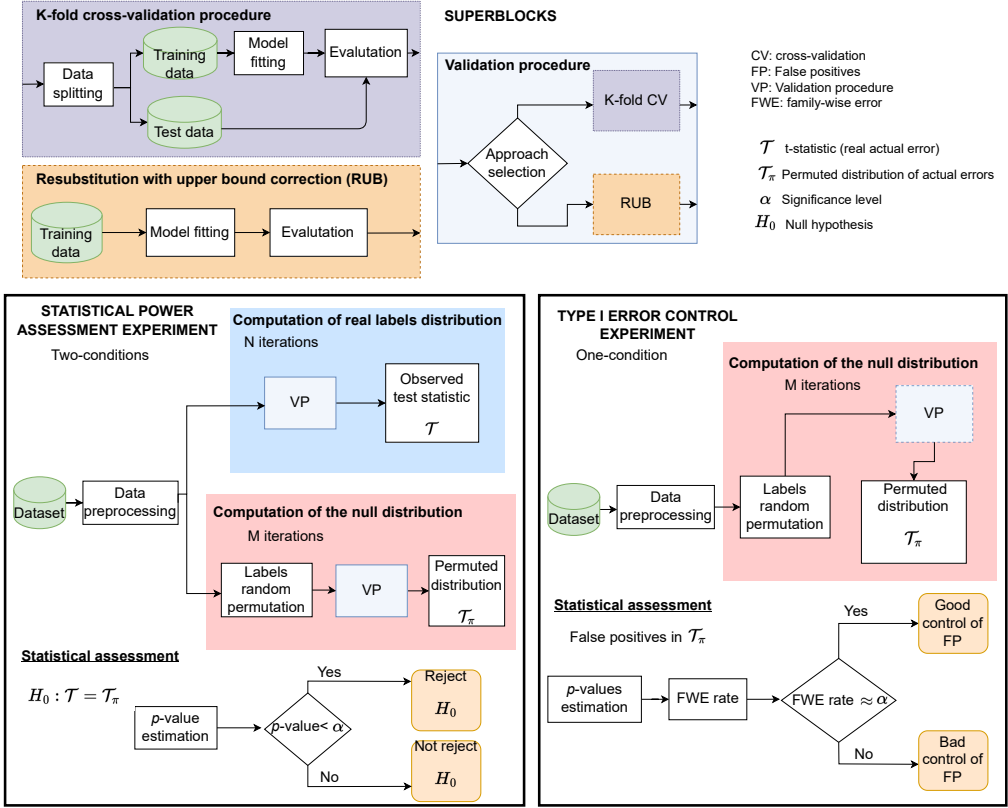 K-fold cross-validation procedure
Data
splitting
Training
data
Model
fitting
Evalutation
Test data
Resubstitution with upper bound correction (RUB)
Training
data
Model fitting
Evalutation
SUPERBLOCKS
Validation procedure
Approach
selection
K-fold CV
RUB
CV: cross-validation
FP: False positives
VP: Validation procedure
FWE: family-wise error
𝒯 t-statistic (real actual error)
𝒯π Permuted distribution of actual errors
α Significance level
H0 Null hypothesis
STATISTICAL POWER
ASSESSMENT EXPERIMENT
Two-conditions
Computation of real labels distribution
N iterations
VP
Observed
test statistic
𝒯
Dataset
Data
preprocessing
Computation of the null distribution
M iterations
Labels
random
permutation
VP
Permuted
distribution
𝒯π
Statistical assessment
H0 : 𝒯 = 𝒯π
p-value
estimation
p-value< α
Yes
Reject
H0
No
Not reject
H0
TYPE I ERROR CONTROL
EXPERIMENT
One-condition
Computation of the null distribution
M iterations
VP
Dataset
Data
preprocessing
Labels
random
permutation
Permuted
distribution
𝒯π
Statistical assessment
False positives in 𝒯π
p-values
estimation
FWE rate
FWE rate ≈ α
Yes
Good
control of
FP
No
Bad
control of
FP